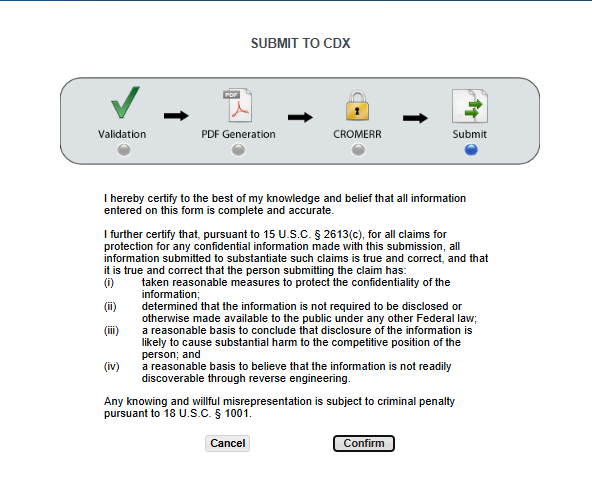 SUBMIT TO CDX
PDF
Validation
PDF Generation
CROMERR
Submit
I hereby certify to the best of my knowledge and belief that all information
entered on this form is complete and accurate.
I further certify that, pursuant to 15 U.S.C. § 2613(c), for all claims for
protection for any confidential information made with this submission, all
information submitted to substantiate such claims is true and correct, and that
it is true and correct that the person submitting the claim has:
(i) taken reasonable measures to protect the confidentiality of the
information;
(ii) determined that the information is not required to be disclosed or
otherwise made available to the public under any other Federal law;
(iii) a reasonable basis to conclude that disclosure of the information is
likely to cause substantial harm to the competitive position of the
person; and
(iv) a reasonable basis to believe that the information is not readily
discoverable through reverse engineering.
Any knowing and willful misrepresentation is subject to criminal penalty
pursuant to 18 U.S.C. § 1001.
Cancel
Confirm